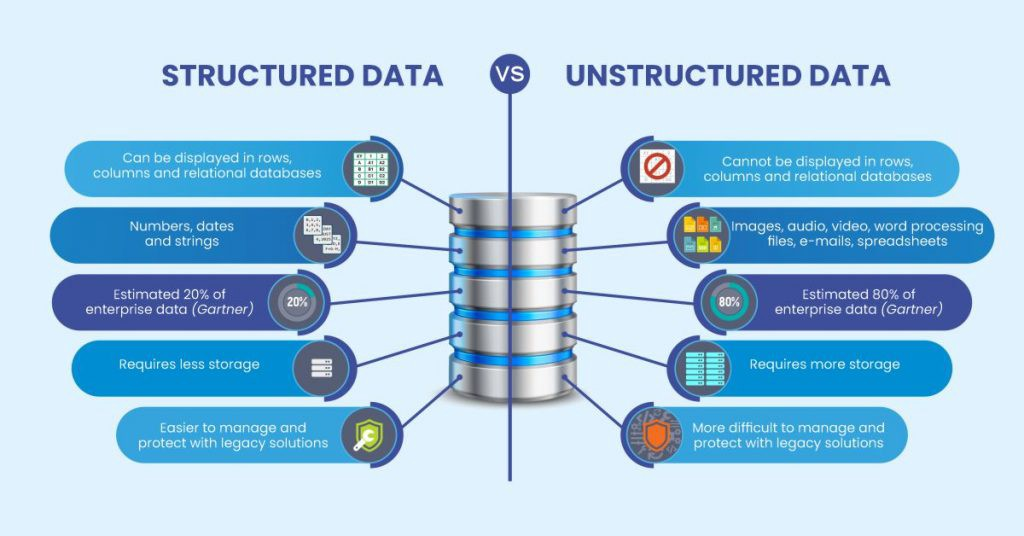 STRUCTURED DATA
VS
UNSTRUCTURED DATA
Can be displayed in rows,
columns and relational databases
Numbers, dates
and strings
Estimated 20% of
enterprise data (Gartner)
20%
Requires less storage
Easier to manage and
protect with legacy solutions
Cannot be displayed in rows,
columns and relational databases
Images, audio, video, word processing
files, e-mails, spreadsheets
80%
Estimated 80% of
enterprise data (Gartner)
Requires more storage
More difficult to manage and
protect with legacy solutions